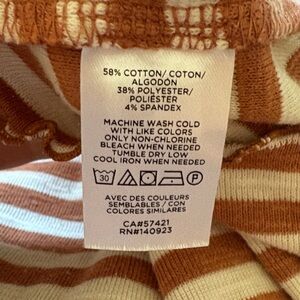 58% COTTON/ COTON/
ALGODÓN
38% POLYESTER/
POLIÉSTER
4% SPANDEX
MACHINE WASH COLD
WITH LIKE COLORS
ONLY NON-CHLORINE
BLEACH WHEN NEEDED
TUMBLE DRY LOW
COOL IRON WHEN NEEDED
30 P
AVEC DES COULEURS
SEMBLABLES / CON
COLORES SIMILARES
CA#57421
RN#140923